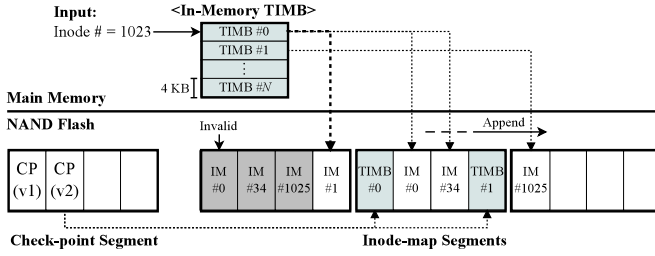 Input:
<In-Memory TIMB>
Inode # = 1023
TIMB #0
TIMB #1
⋮
TIMB #N
4 KB
Main Memory
NAND Flash
Invalid
Append
CP
(v1)
CP
(v2)
IM
#0
IM
#34
IM
#1025
IM
#1
TIMB
#0
IM
#0
IM
#34
TIMB
#1
IM
#1025
Check-point Segment
Inode-map Segments